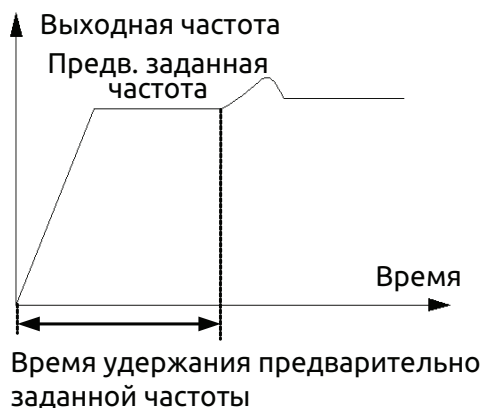 Выходная частота
Предв. заданная
частота
Время
Время удержания предварительно
заданной частоты